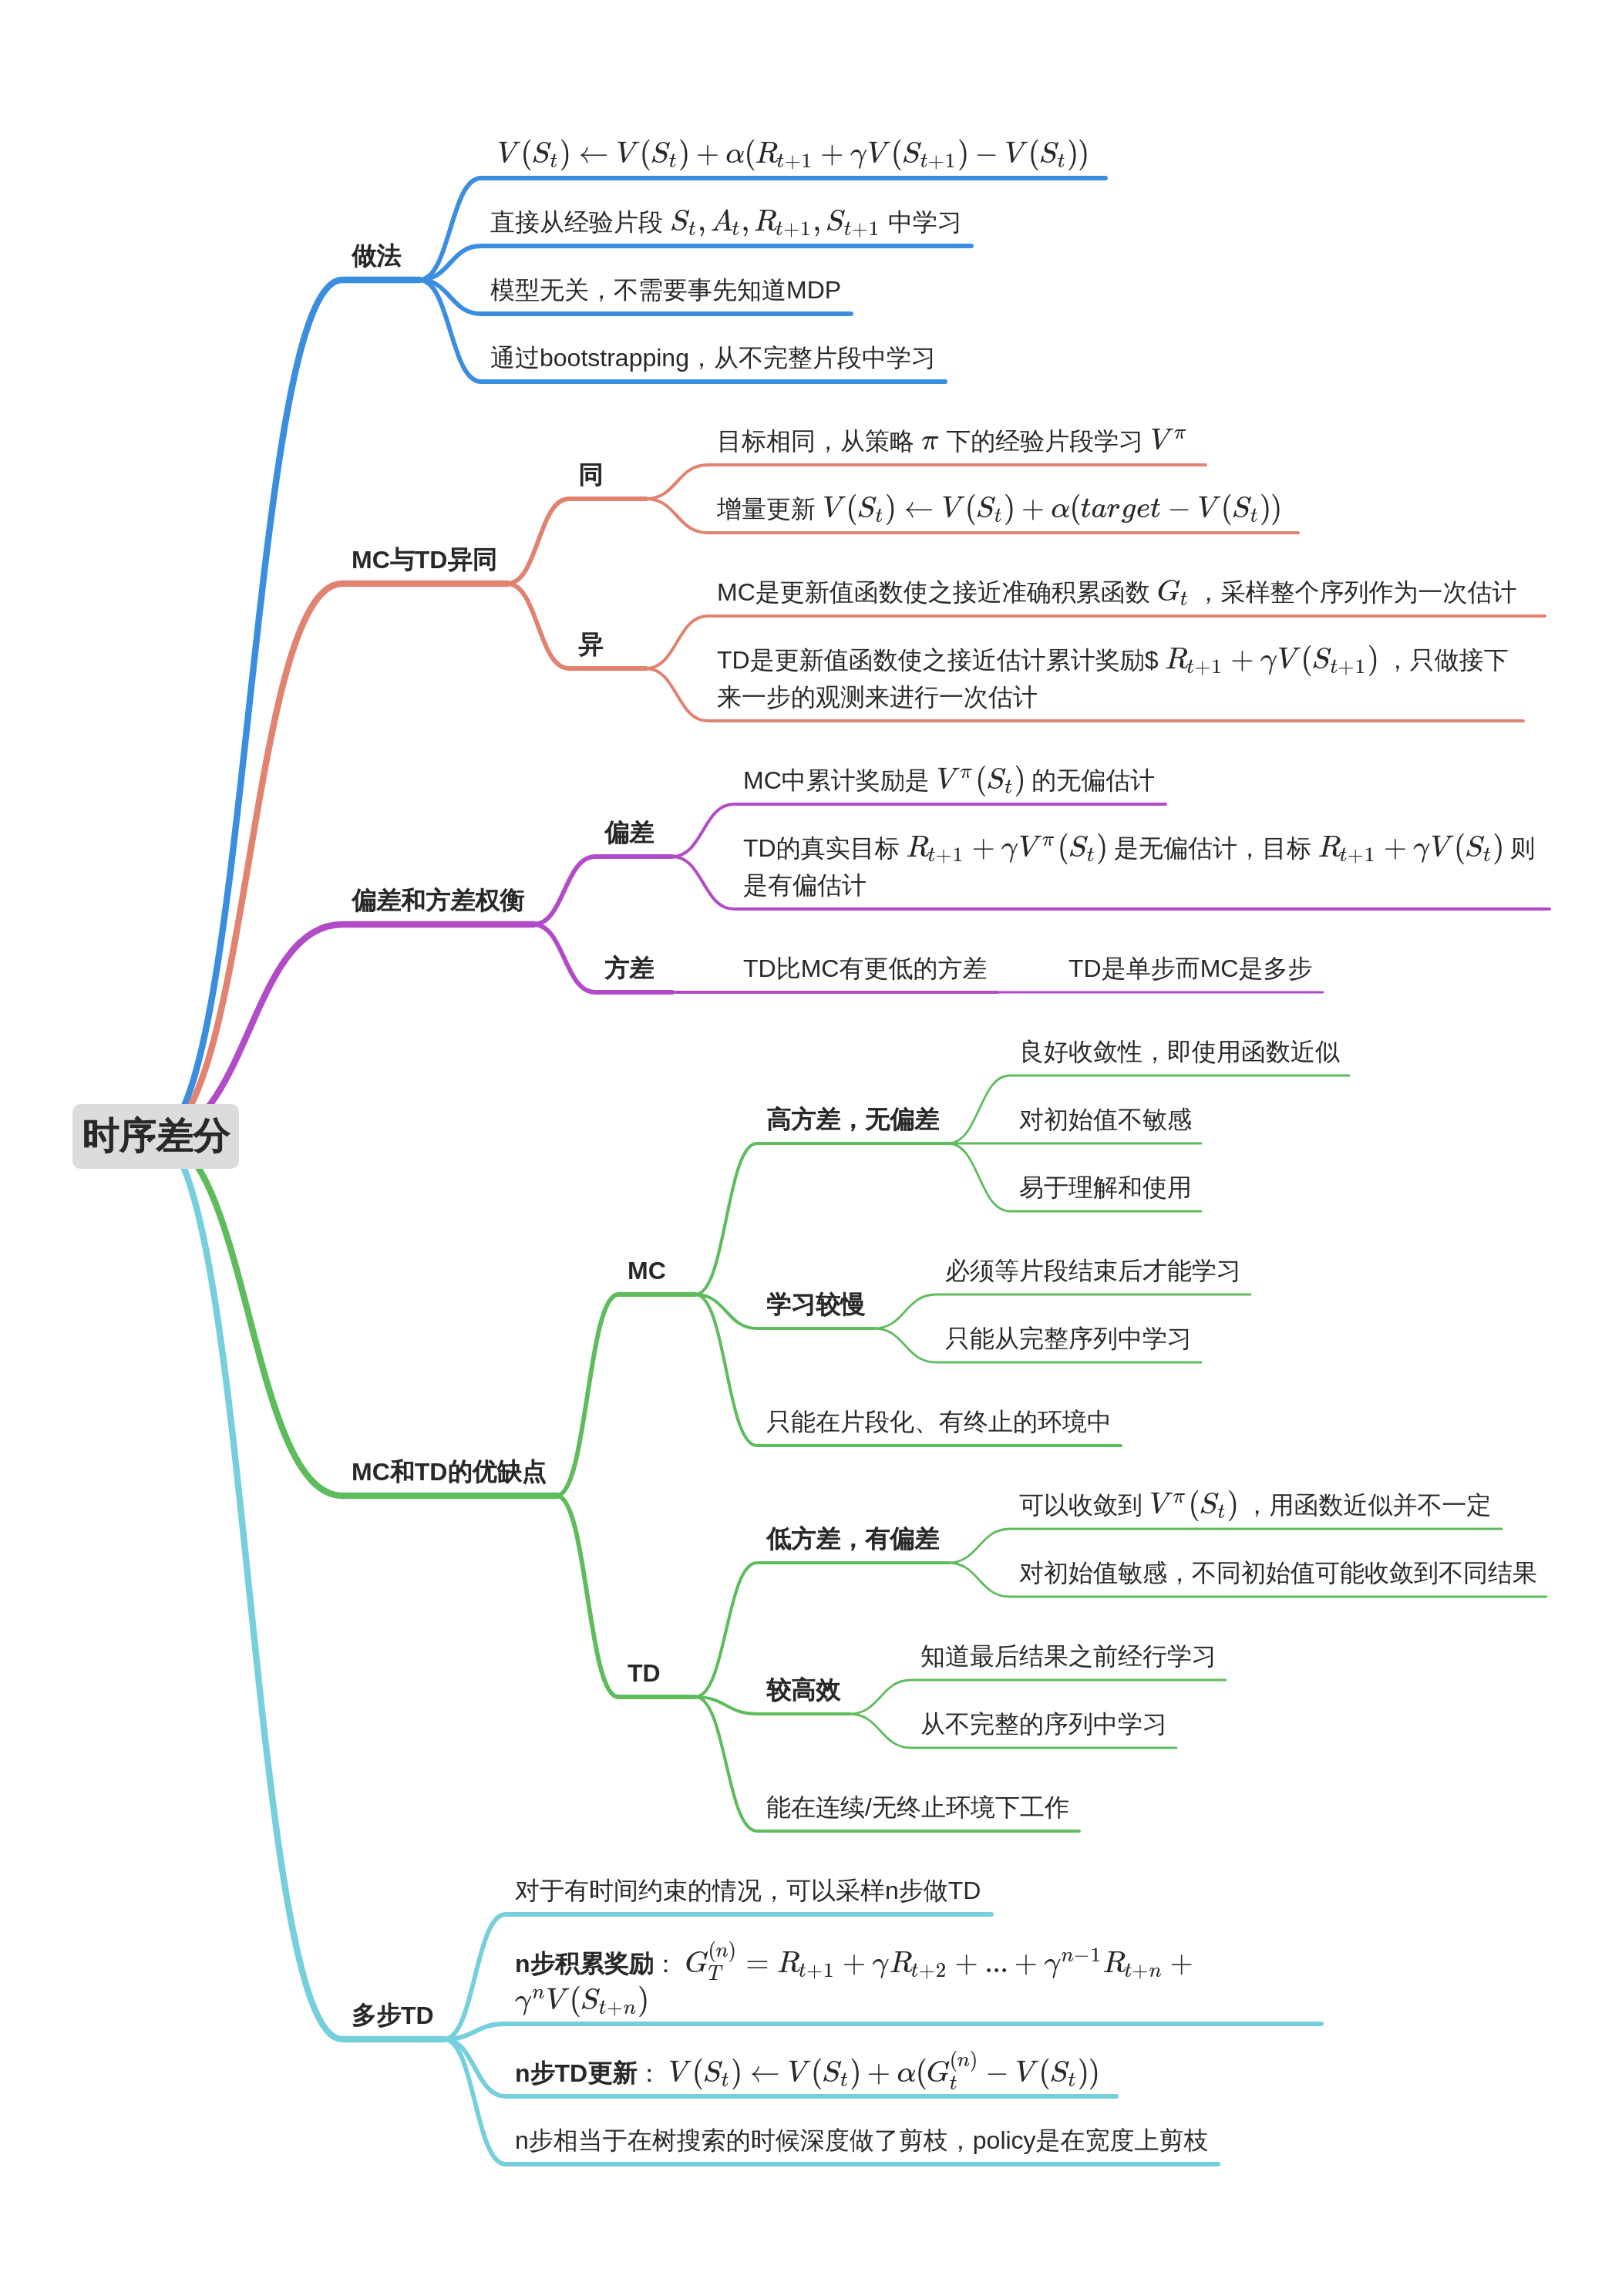 时序差分
做法
V(S_t) ← V(S_t) + α(R_{t+1} + γV(S_{t+1}) − V(S_t))
直接从经验片段 S_t, A_t, R_{t+1}, S_{t+1} 中学习
模型无关，不需要事先知道MDP
通过bootstrapping，从不完整片段中学习
MC与TD异同
同
目标相同，从策略 π 下的经验片段学习 V^π
增量更新 V(S_t) ← V(S_t) + α(target − V(S_t))
异
MC是更新值函数使之接近准确积累函数 G_t ，采样整个序列作为一次估计
TD是更新值函数使之接近估计累计奖励$ R_{t+1} + γV(S_{t+1}) ，只做接下
来一步的观测来进行一次估计
偏差和方差权衡
偏差
MC中累计奖励是 V^π(S_t) 的无偏估计
TD的真实目标 R_{t+1} + γV^π(S_t) 是无偏估计，目标 R_{t+1} + γV(S_t) 则
是有偏估计
方差
TD比MC有更低的方差
TD是单步而MC是多步
MC和TD的优缺点
MC
高方差，无偏差
良好收敛性，即使用函数近似
对初始值不敏感
易于理解和使用
学习较慢
必须等片段结束后才能学习
只能从完整序列中学习
只能在片段化、有终止的环境中
TD
低方差，有偏差
可以收敛到 V^π(S_t) ，用函数近似并不一定
对初始值敏感，不同初始值可能收敛到不同结果
较高效
知道最后结果之前经行学习
从不完整的序列中学习
能在连续/无终止环境下工作
多步TD
对于有时间约束的情况，可以采样n步做TD
n步积累奖励： G_T^{(n)} = R_{t+1} + γR_{t+2} + ... + γ^{n−1}R_{t+n} +
γ^nV(S_{t+n})
n步TD更新： V(S_t) ← V(S_t) + α(G_t^{(n)} − V(S_t))
n步相当于在树搜索的时候深度做了剪枝，policy是在宽度上剪枝